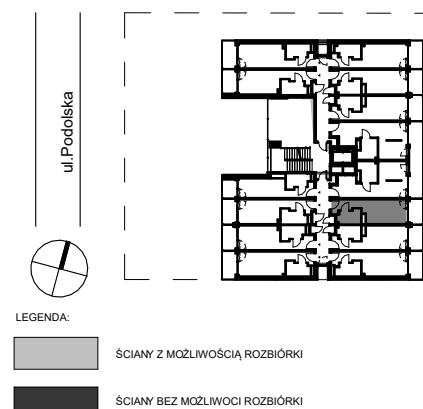 ul.Podolska
LEGENDA:
ŚCIANY Z MOŻLIWOŚCIĄ ROZBIÓRKI
ŚCIANY BEZ MOŻLIWOCI ROZBIÓRKI